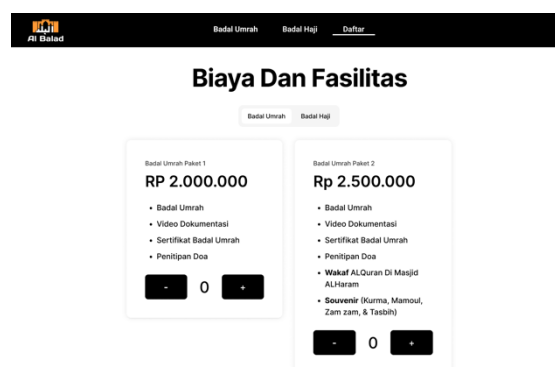 البلد
Al Balad
Badal Umrah
Badal Haji
Daftar
Biaya Dan Fasilitas
Badal Umrah
Badal Haji
Badal Umrah Paket 1
RP 2.000.000
• Badal Umrah
• Video Dokumentasi
• Sertifikat Badal Umrah
• Penitipan Doa
- 0 +
Badal Umrah Paket 2
Rp 2.500.000
• Badal Umrah
• Video Dokumentasi
• Sertifikat Badal Umrah
• Penitipan Doa
• Wakaf ALQuran Di Masjid
ALHaram
• Souvenir (Kurma, Mamoul,
Zam zam, & Tasbih)
- 0 +